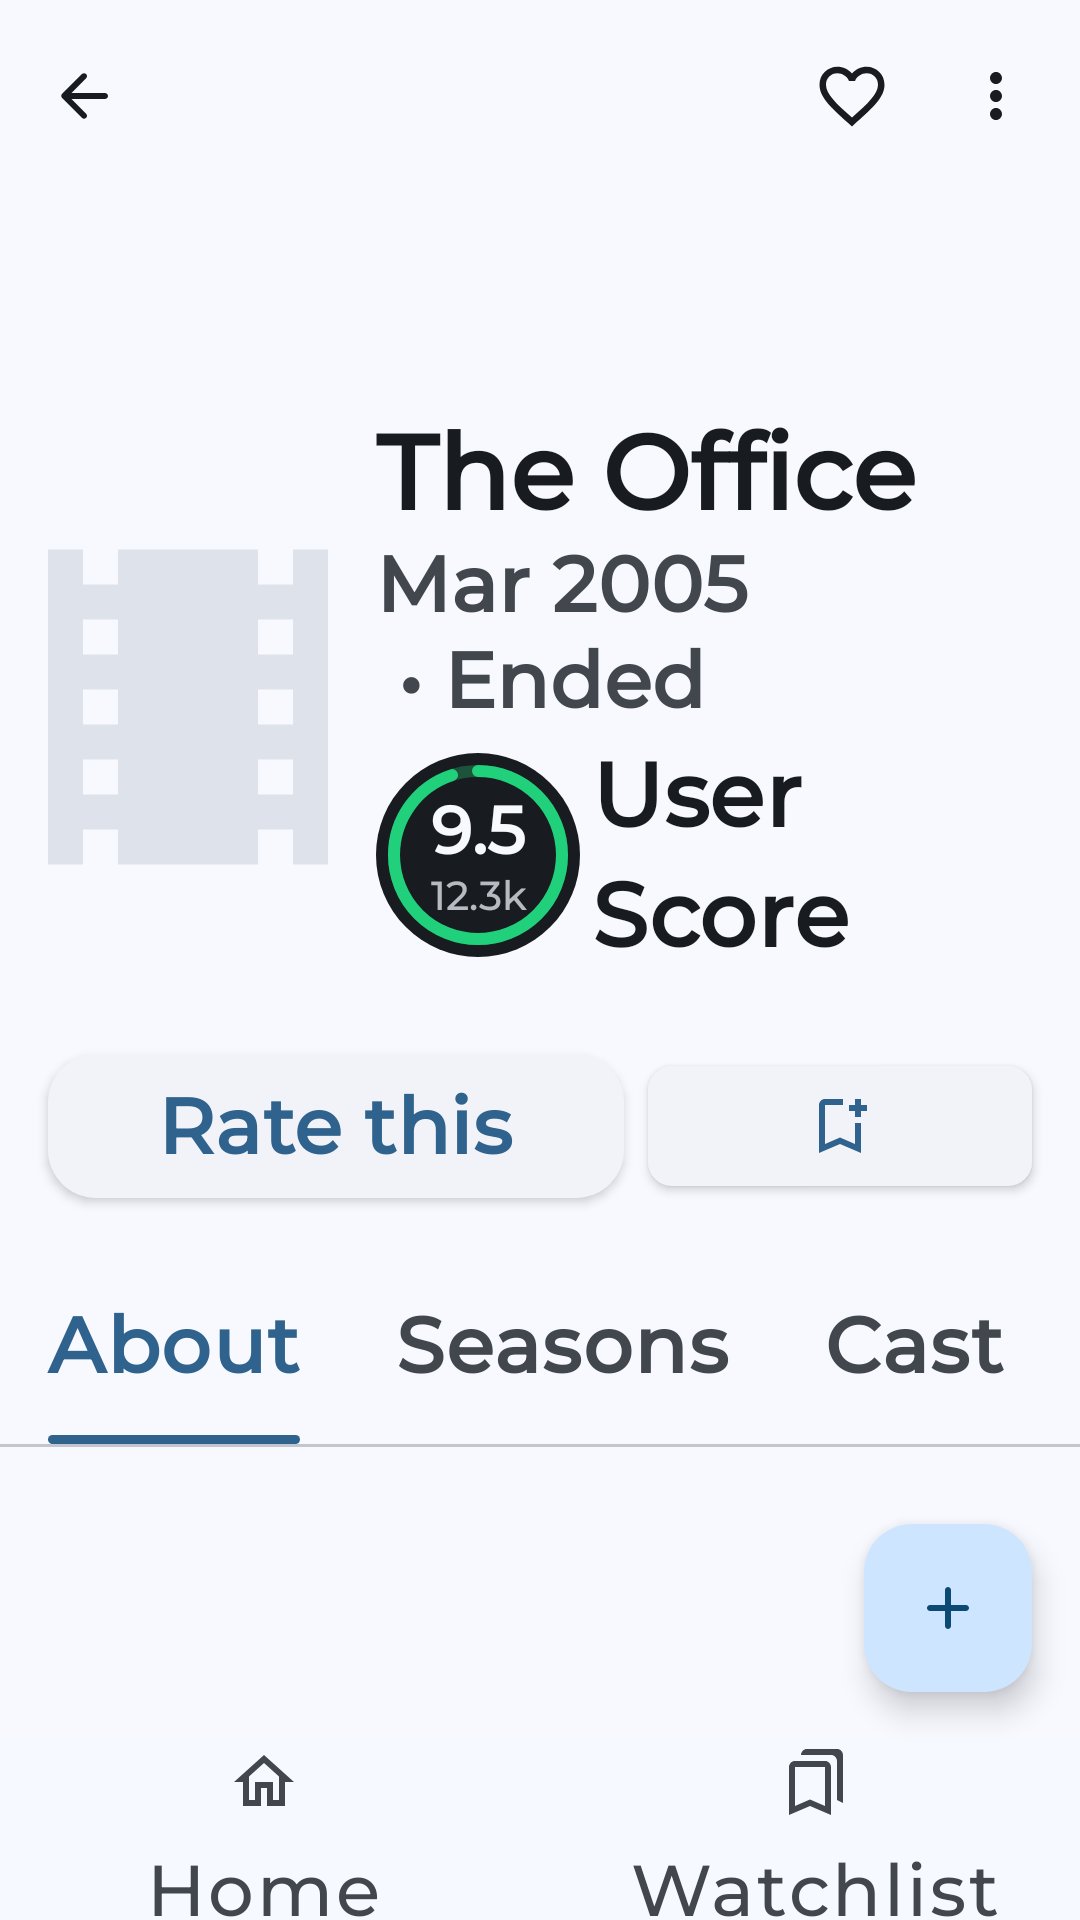 The Office
Mar 2005
• Ended
9.5
12.3k
User
Score
Rate this
About
Seasons
Cast
Home
Watchlist